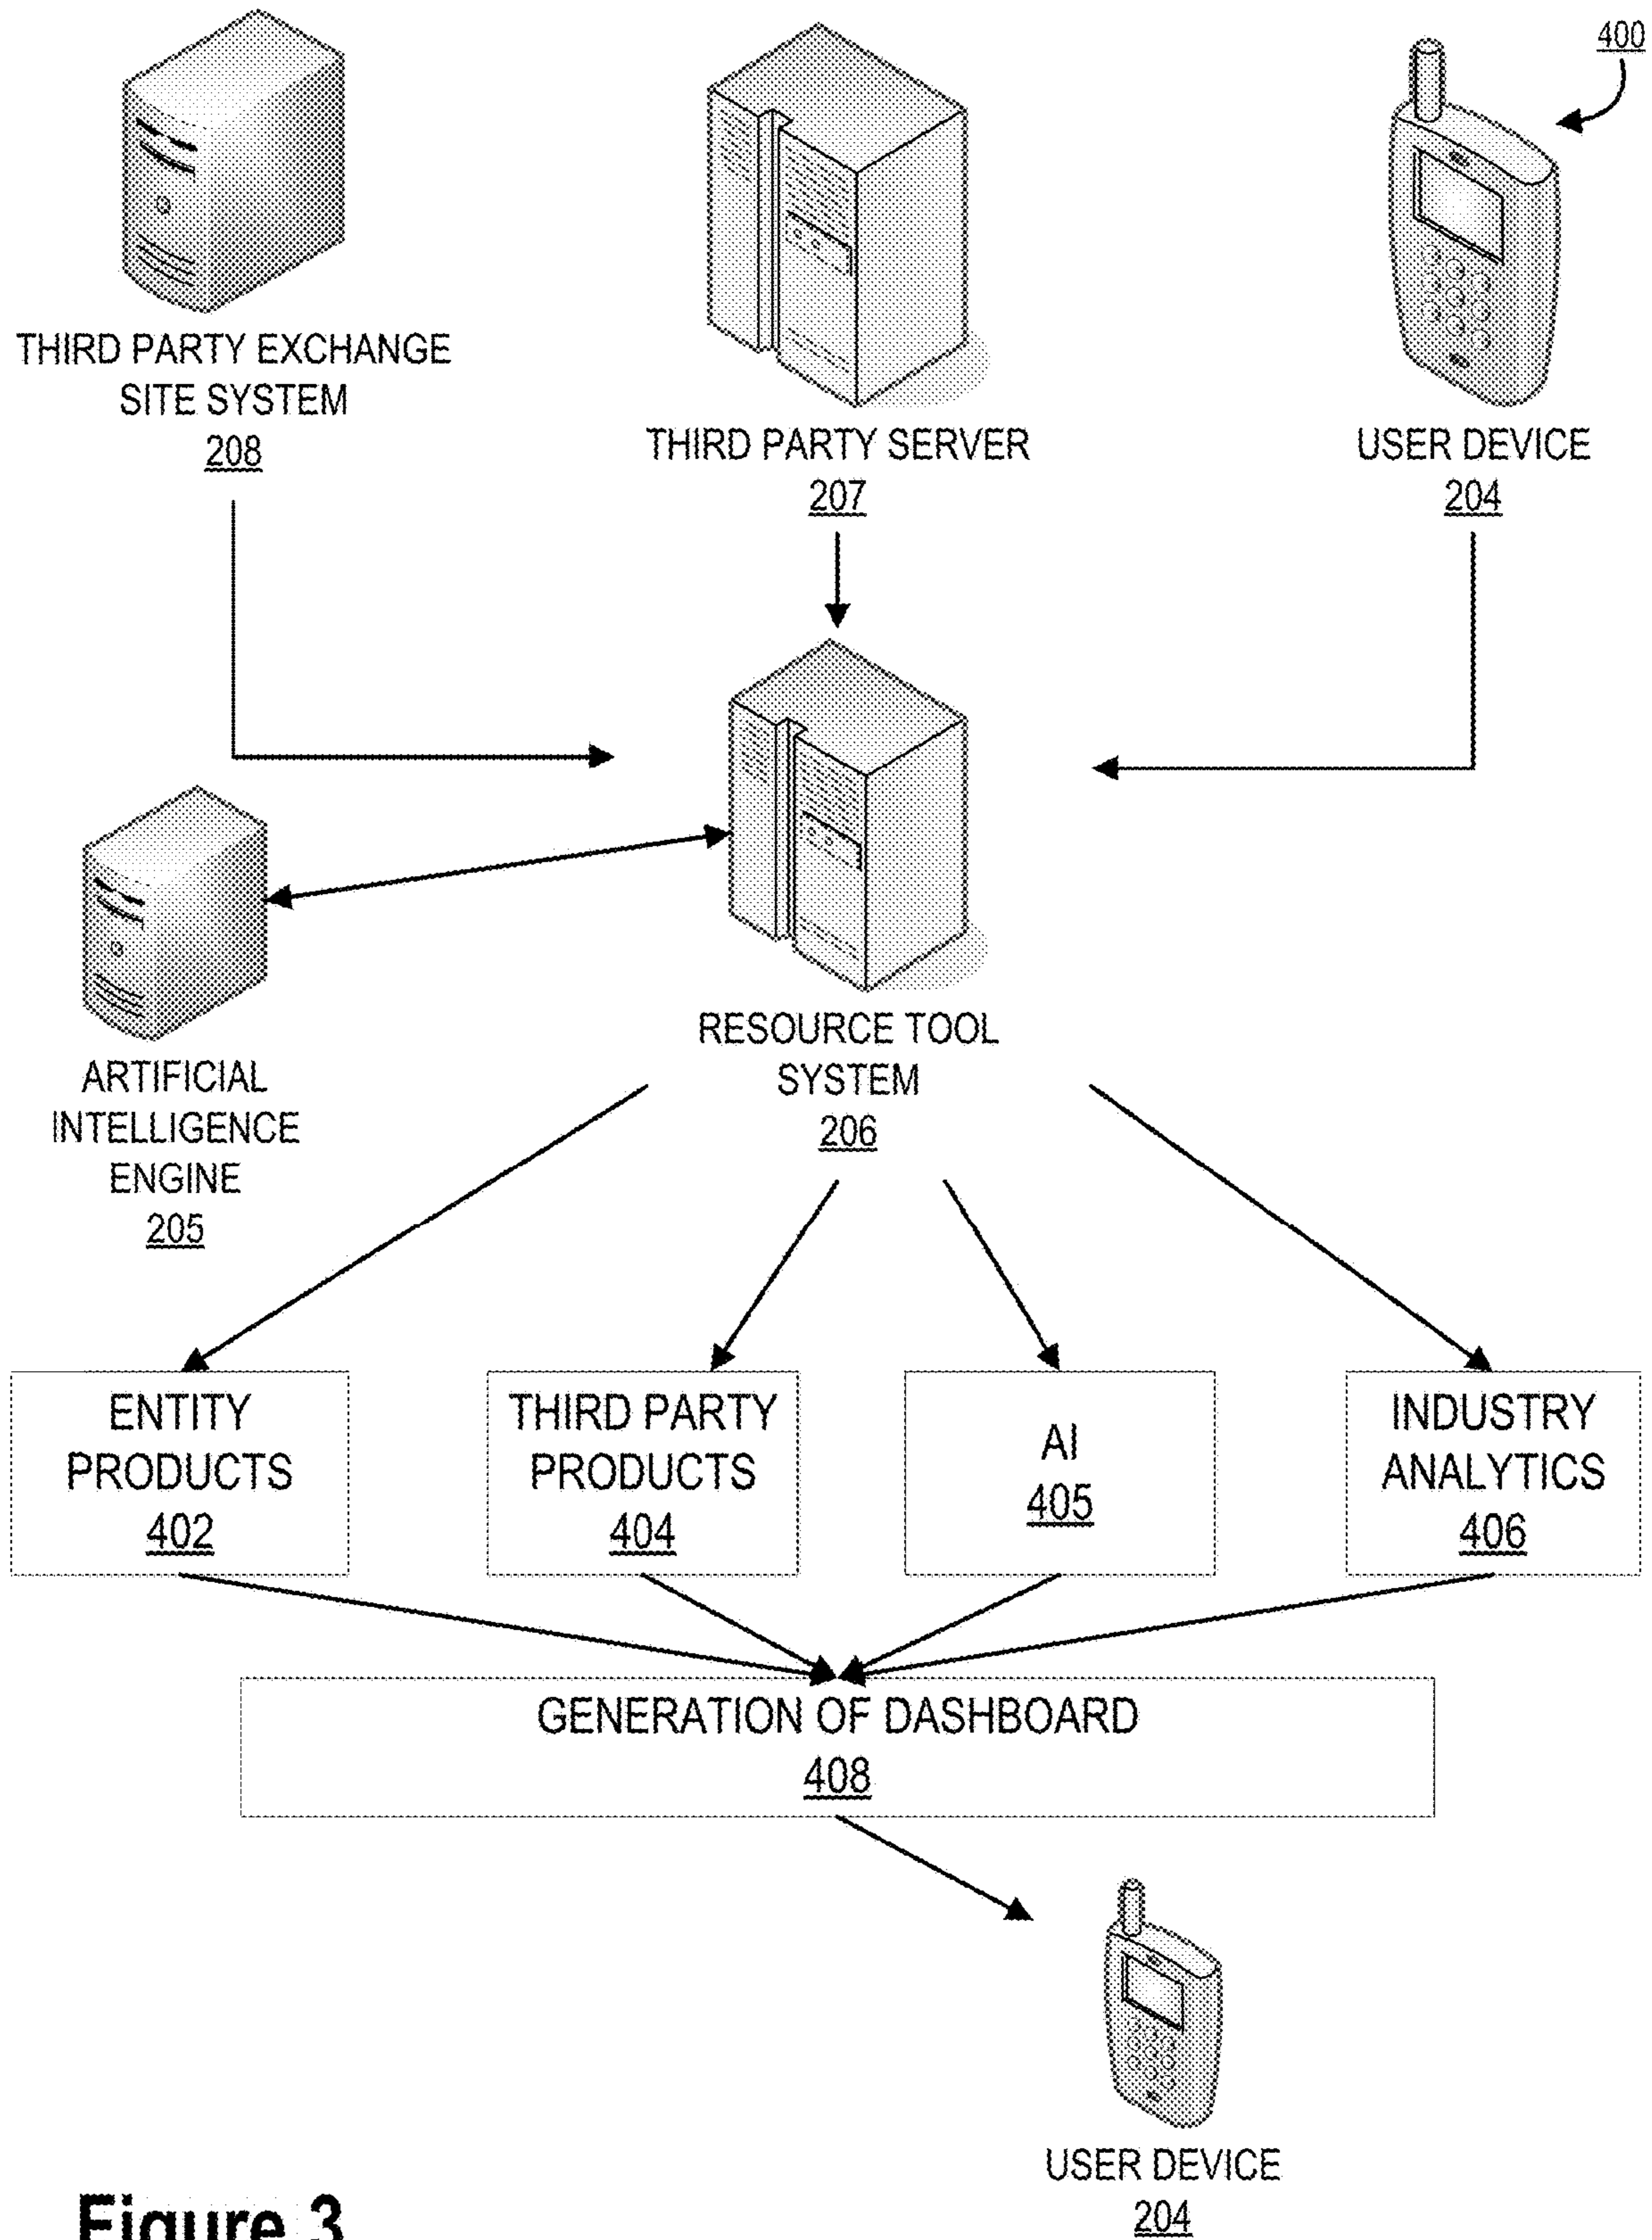 400
THIRD PARTY EXCHANGE
SITE SYSTEM
208
THIRD PARTY SERVER
207
USER DEVICE
204
ARTIFICIAL
INTELLIGENCE
ENGINE
205
RESOURCE TOOL
SYSTEM
206
ENTITY
PRODUCTS
402
THIRD PARTY
PRODUCTS
404
AI
405
INDUSTRY
ANALYTICS
406
GENERATION OF DASHBOARD
408
USER DEVICE
204
Figure 3